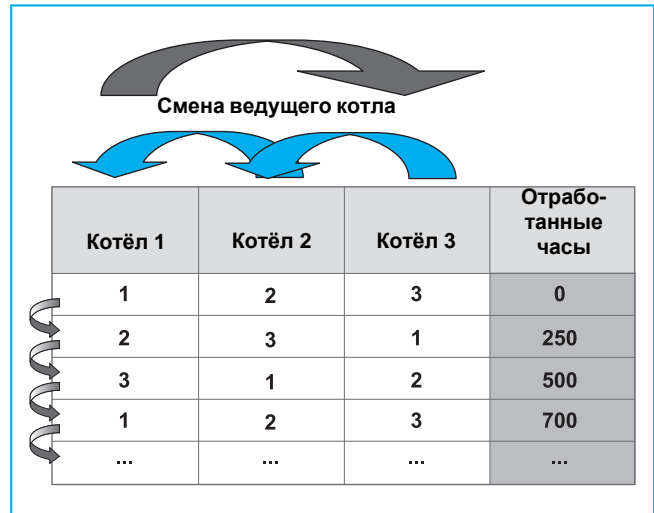 Смена ведущего котла
Котёл 1 Котёл 2 Котёл 3 Отрабо-
танные
часы
1 2 3 0
2 3 1 250
3 1 2 500
1 2 3 700
... ... ... ...